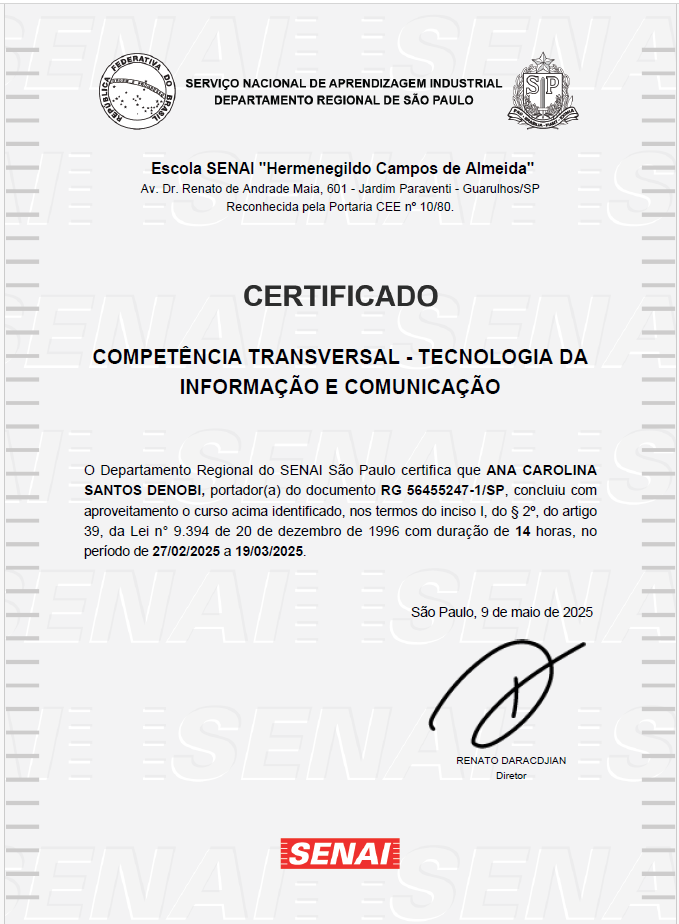 REPÚBLICA FEDERATIVA DO BRASIL
SERVIÇO NACIONAL DE APRENDIZAGEM INDUSTRIAL
DEPARTAMENTO REGIONAL DE SÃO PAULO
SP
Escola SENAI "Hermenegildo Campos de Almeida"
Av. Dr. Renato de Andrade Maia, 601 - Jardim Paraventi - Guarulhos/SP
Reconhecida pela Portaria CEE nº 10/80.
CERTIFICADO
COMPETÊNCIA TRANSVERSAL - TECNOLOGIA DA
INFORMAÇÃO E COMUNICAÇÃO
O Departamento Regional do SENAI São Paulo certifica que ANA CAROLINA
SANTOS DENOBI, portador(a) do documento RG 56455247-1/SP, concluiu com
aproveitamento o curso acima identificado, nos termos do inciso I, do § 2º, do artigo
39, da Lei n° 9.394 de 20 de dezembro de 1996 com duração de 14 horas, no
período de 27/02/2025 a 19/03/2025.
São Paulo, 9 de maio de 2025
RENATO DARACDJIAN
Diretor
SENAI